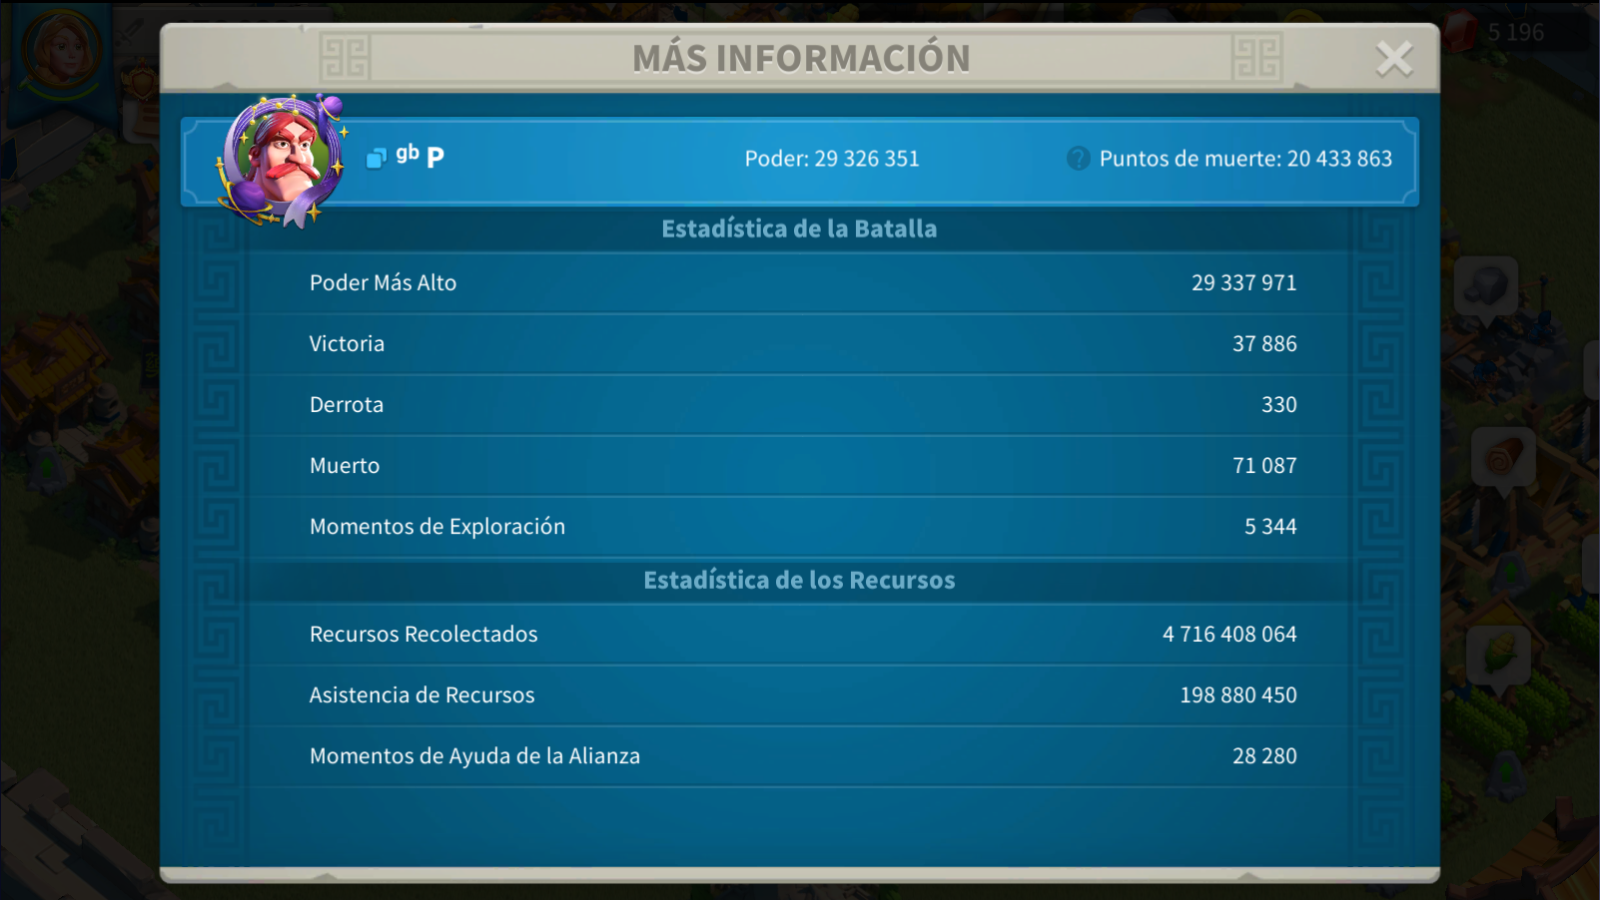 MÁS INFORMACIÓN
5 196
gb P
Poder: 29 326 351
? Puntos de muerte: 20 433 863
Estadística de la Batalla
Poder Más Alto 29 337 971
Victoria 37 886
Derrota 330
Muerto 71 087
Momentos de Exploración 5 344
Estadística de los Recursos
Recursos Recolectados 4 716 408 064
Asistencia de Recursos 198 880 450
Momentos de Ayuda de la Alianza 28 280